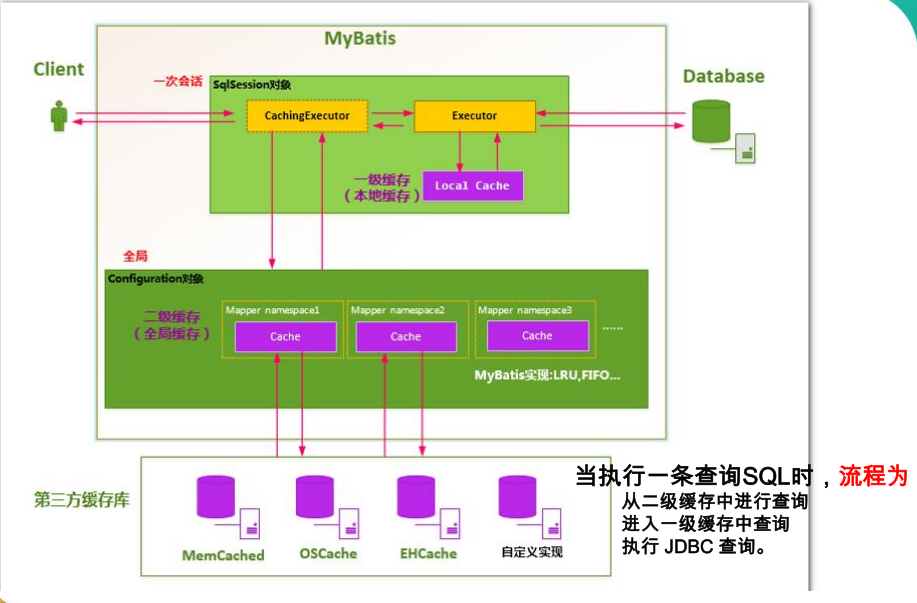 MyBatis
Client
一次会话
SqlSession对象
Database
CachingExecutor
Executor
一级缓存
(本地缓存)
Local Cache
全局
Configuration对象
二级缓存
(全局缓存)
Mapper namespace1
Mapper namespace2
Mapper namespace3
Cache
Cache
Cache
......
MyBatis实现:LRU,FIFO...
第三方缓存库
MemCached
OSCache
EHCache
自定义实现
当执行一条查询SQL时，流程为
从二级缓存中进行查询
进入一级缓存中查询
执行 JDBC 查询。